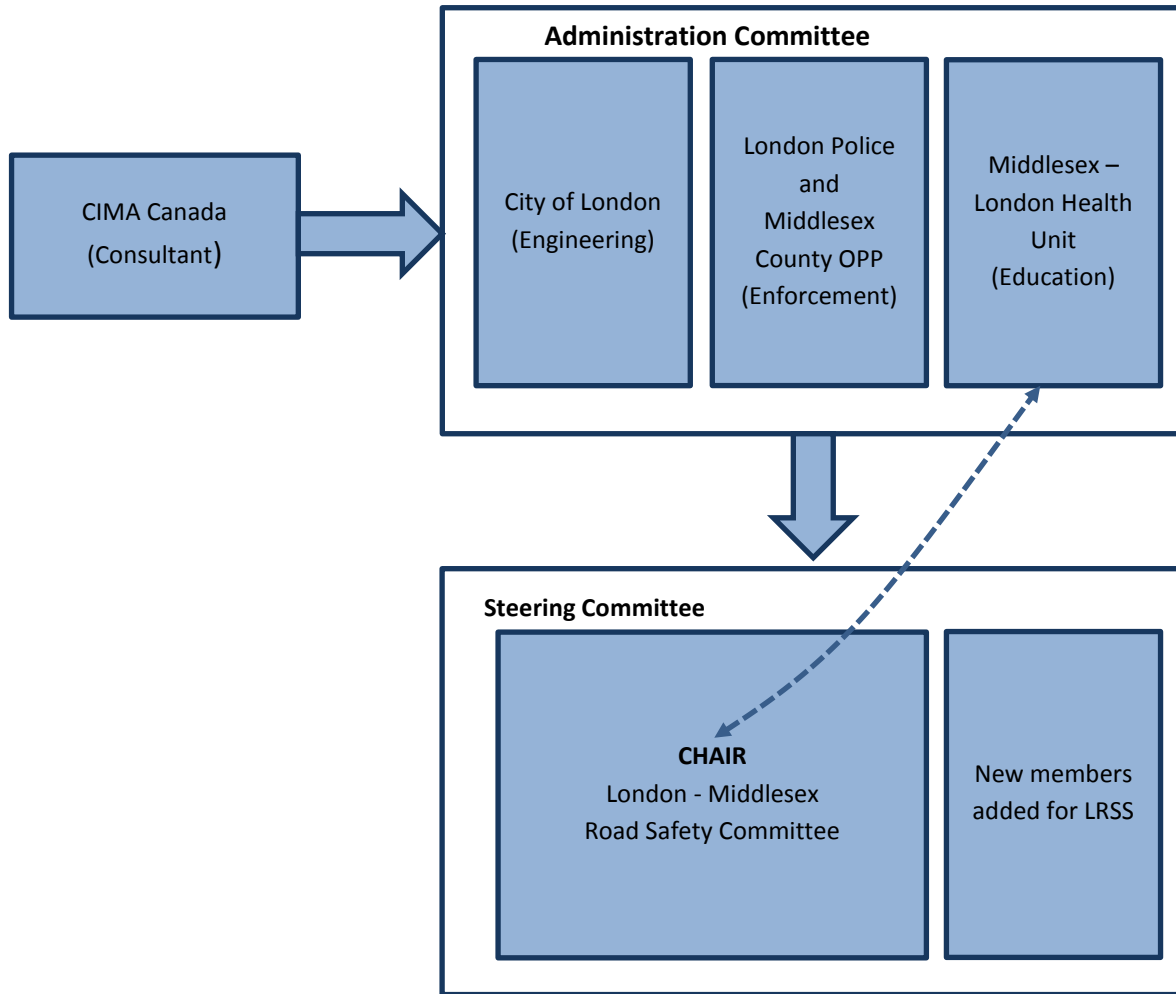 Administration Committee
CIMA Canada
(Consultant)
City of London
(Engineering)
London Police
and
Middlesex
County OPP
(Enforcement)
Middlesex –
London Health
Unit
(Education)
Steering Committee
CHAIR
London - Middlesex
Road Safety Committee
New members
added for LRSS